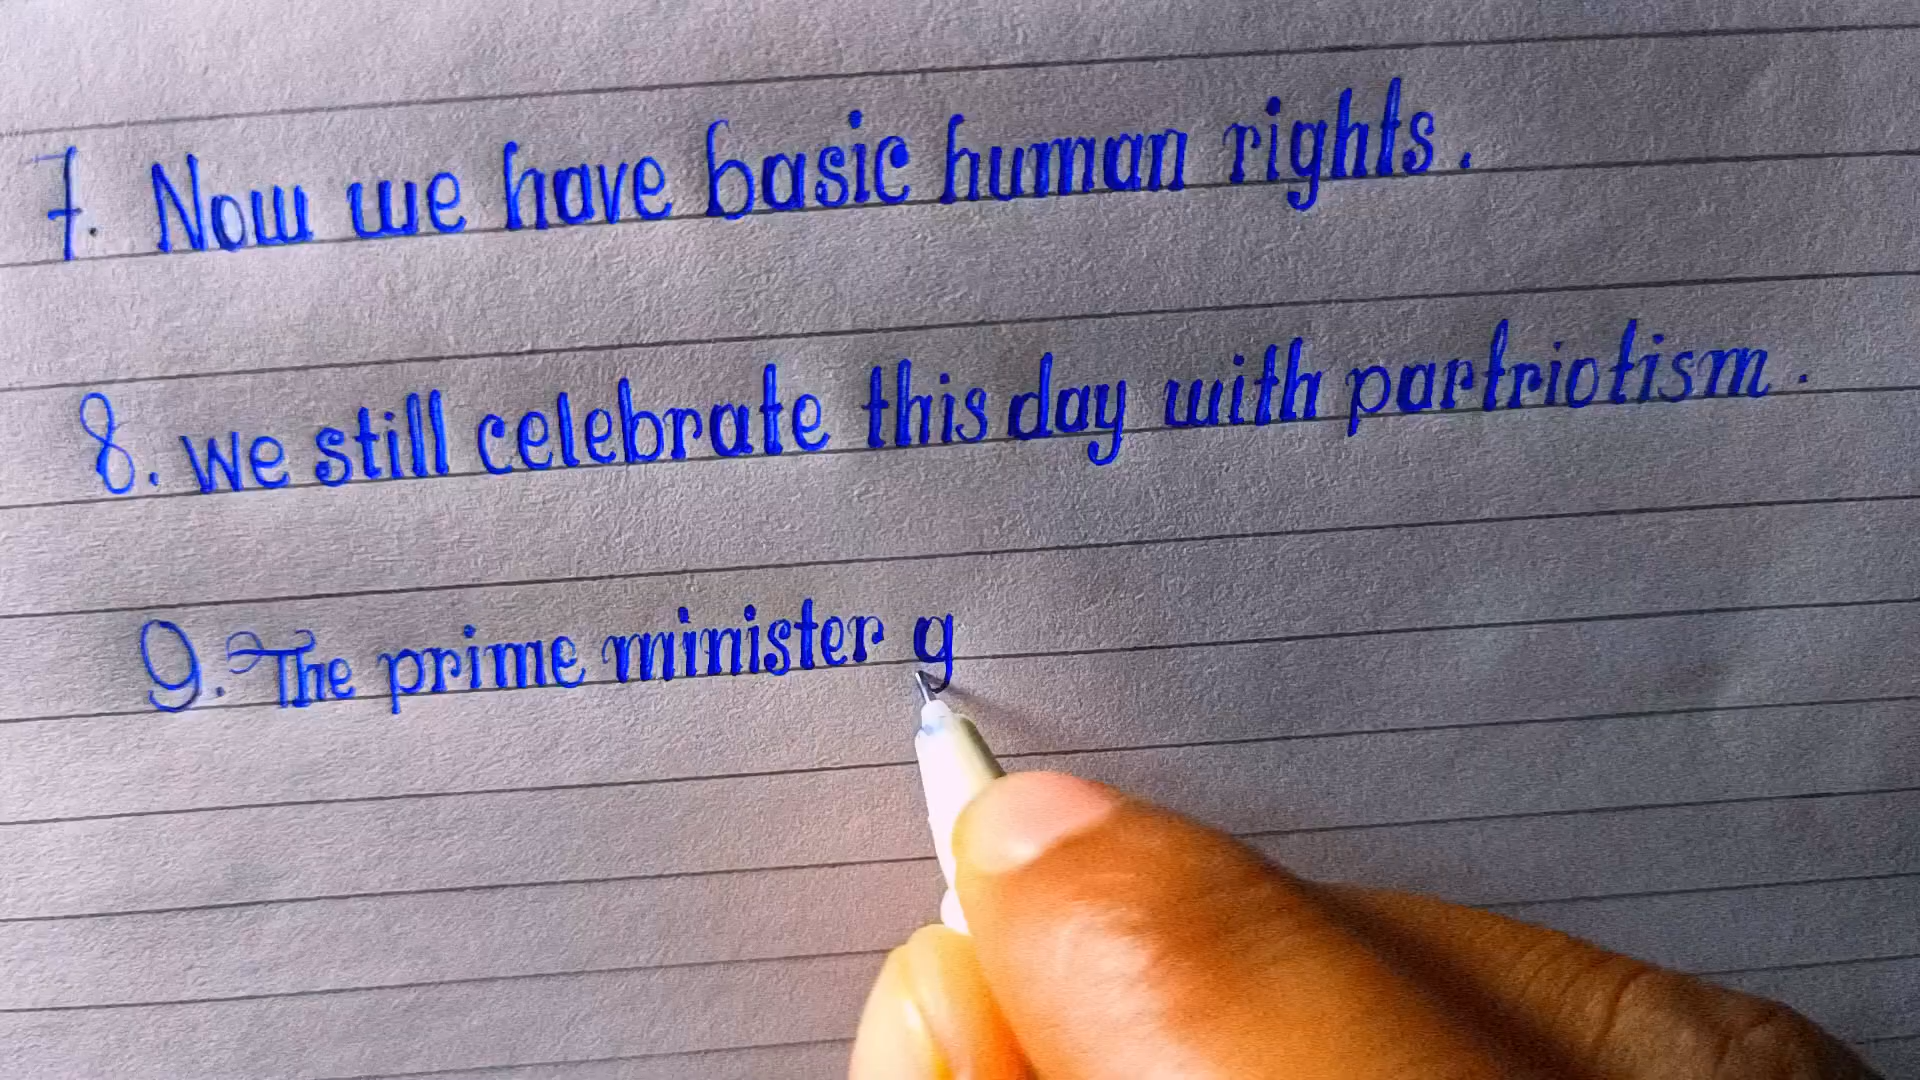 7. Now we have basic human rights.
8. We still celebrate this day with partriotism.
9. The prime minister g